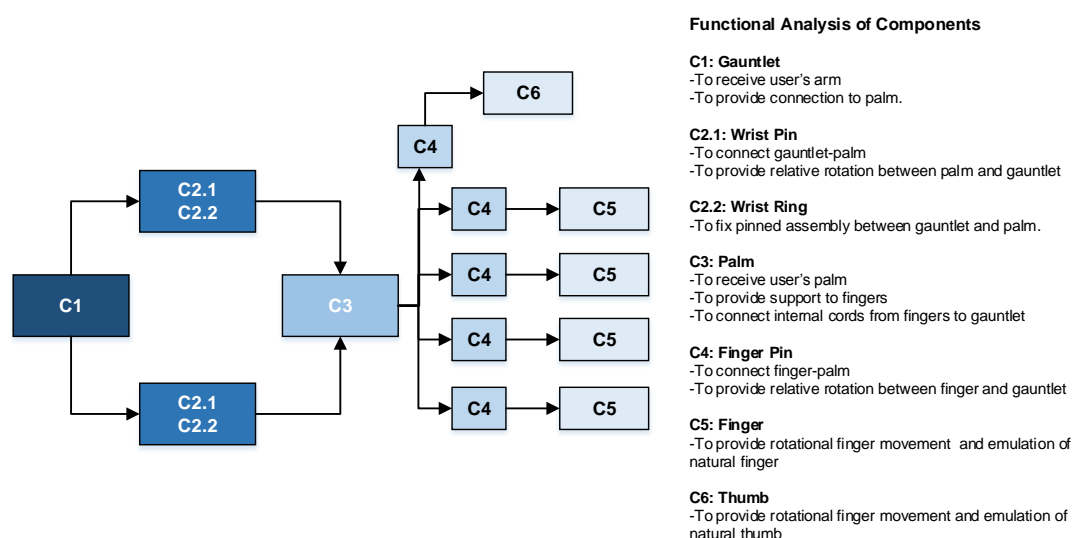 Functional Analysis of Components
C1: Gauntlet
-To receive user's arm
-To provide connection to palm.
C2.1: Wrist Pin
-To connect gauntlet-palm
-To provide relative rotation between palm and gauntlet
C2.2: Wrist Ring
-To fix pinned assembly between gauntlet and palm.
C3: Palm
-To receive user's palm
-To provide support to fingers
-To connect internal cords from fingers to gauntlet
C4: Finger Pin
-To connect finger-palm
-To provide relative rotation between finger and gauntlet
C5: Finger
-To provide rotational finger movement and emulation of
natural finger
C6: Thumb
-To provide rotational finger movement and emulation of
natural thumb
C6
C4
C2.1
C2.2
C4
C5
C1
C3
C4
C5
C4
C5
C2.1
C2.2
C4
C5